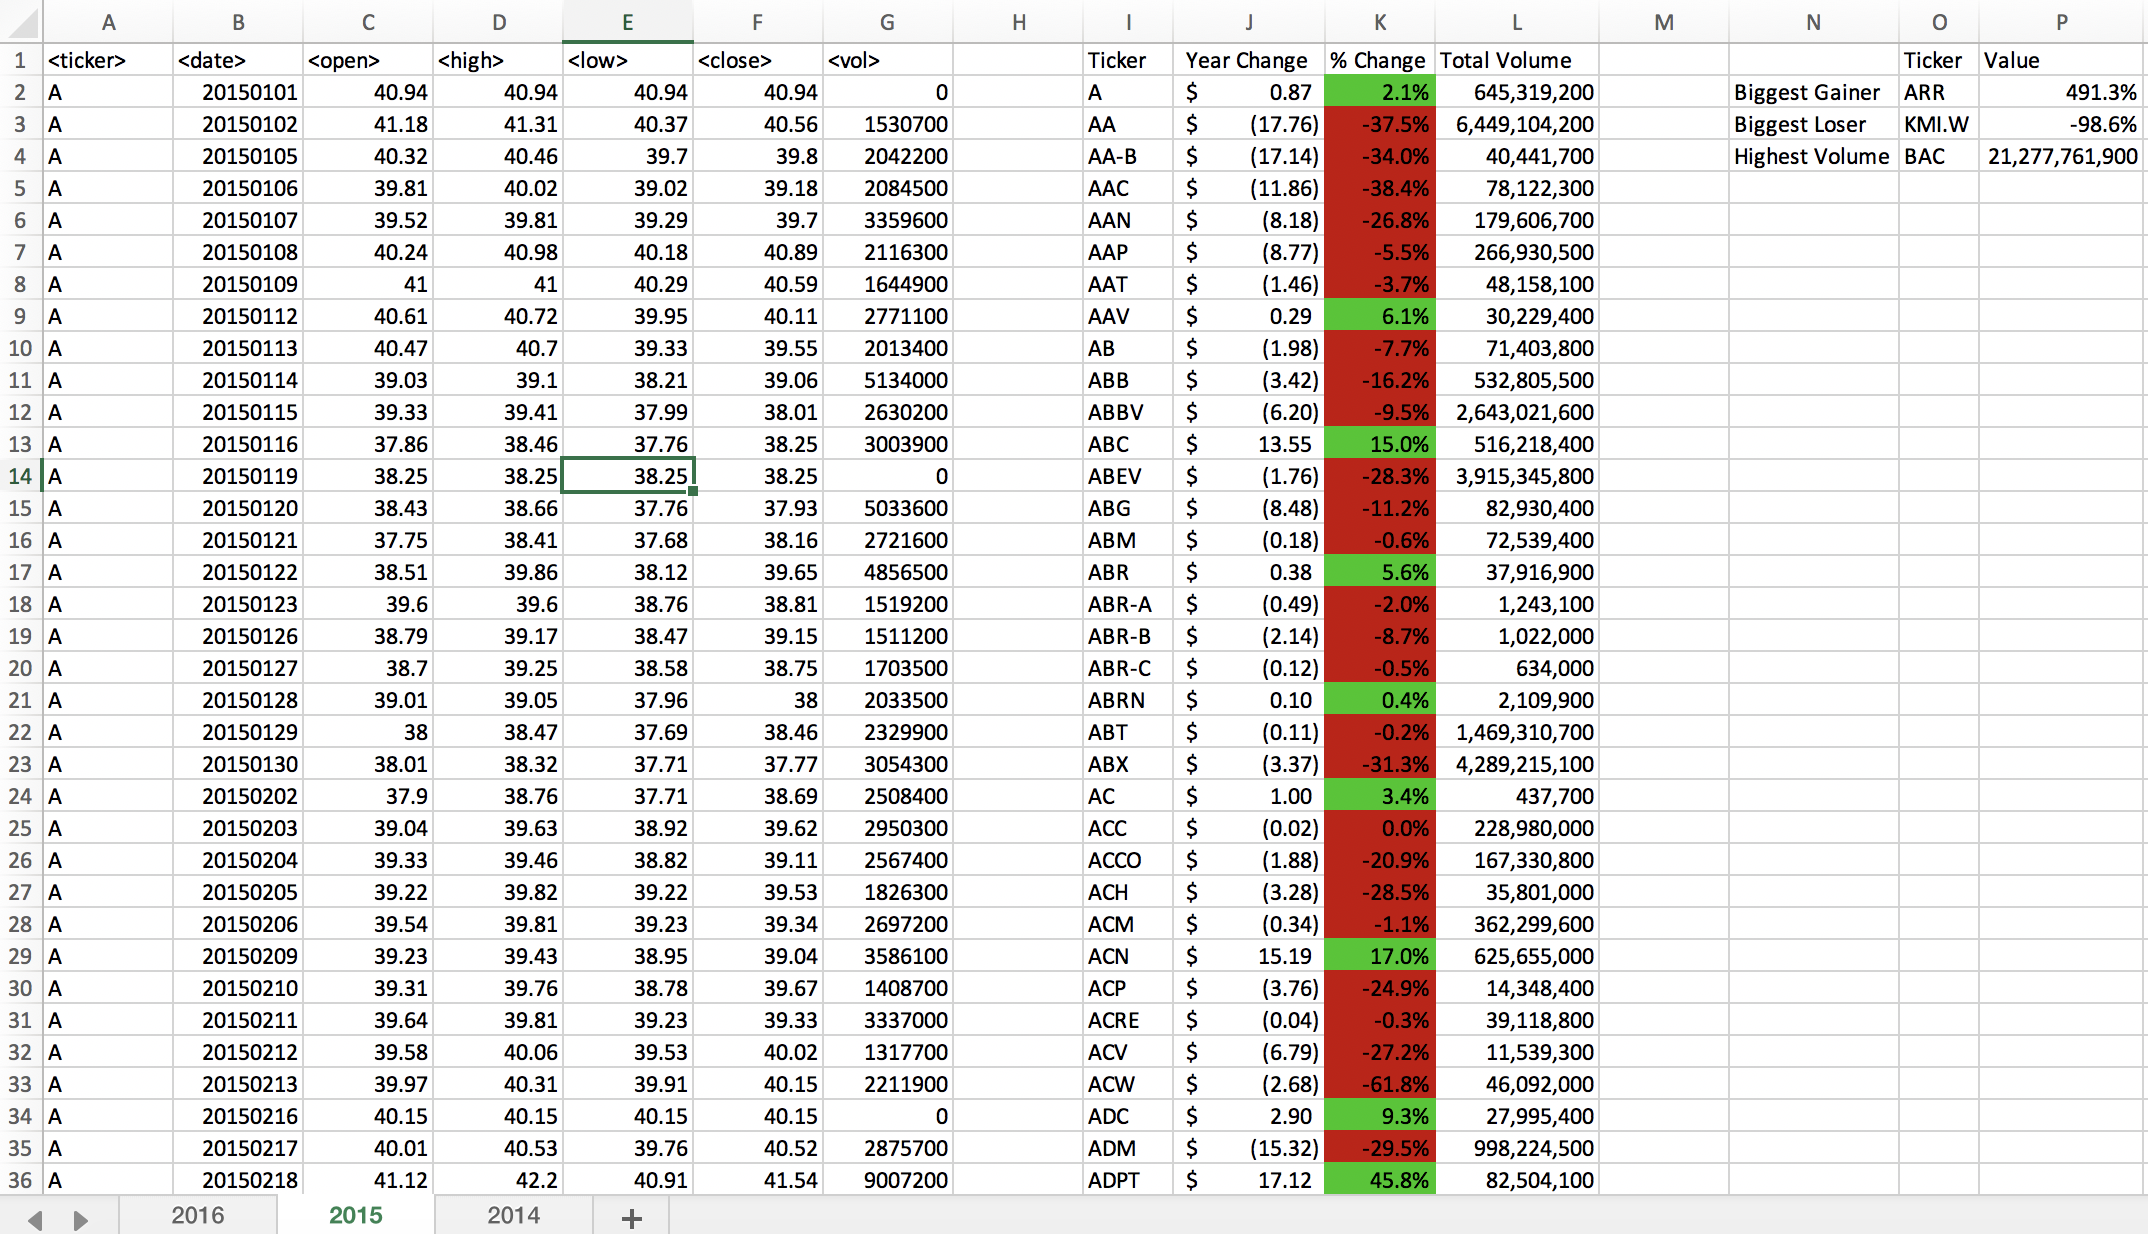 A B C D E F G H I J K L M N O P
1 <ticker> <date> <open> <high> <low> <close> <vol> Ticker Year Change % Change Total Volume Ticker Value
2 A 20150101 40.94 40.94 40.94 40.94 0 A $ 0.87 2.1% 645,319,200 Biggest Gainer ARR 491.3%
3 A 20150102 41.18 41.31 40.37 40.56 1530700 AA $ (17.76) -37.5% 6,449,104,200 Biggest Loser KMI.W -98.6%
4 A 20150105 40.32 40.46 39.7 39.8 2042200 AA-B $ (17.14) -34.0% 40,441,700 Highest Volume BAC 21,277,761,900
5 A 20150106 39.81 40.02 39.02 39.18 2084500 AAC $ (11.86) -38.4% 78,122,300
6 A 20150107 39.52 39.81 39.29 39.7 3359600 AAN $ (8.18) -26.8% 179,606,700
7 A 20150108 40.24 40.98 40.18 40.89 2116300 AAP $ (8.77) -5.5% 266,930,500
8 A 20150109 41 41 40.29 40.59 1644900 AAT $ (1.46) -3.7% 48,158,100
9 A 20150112 40.61 40.72 39.95 40.11 2771100 AAV $ 0.29 6.1% 30,229,400
10 A 20150113 40.47 40.7 39.33 39.55 2013400 AB $ (1.98) -7.7% 71,403,800
11 A 20150114 39.03 39.1 38.21 39.06 5134000 ABB $ (3.42) -16.2% 532,805,500
12 A 20150115 39.33 39.41 37.99 38.01 2630200 ABBV $ (6.20) -9.5% 2,643,021,600
13 A 20150116 37.86 38.46 37.76 38.25 3003900 ABC $ 13.55 15.0% 516,218,400
14 A 20150119 38.25 38.25 38.25 38.25 0 ABEV $ (1.76) -28.3% 3,915,345,800
15 A 20150120 38.43 38.66 37.76 37.93 5033600 ABG $ (8.48) -11.2% 82,930,400
16 A 20150121 37.75 38.41 37.68 38.16 2721600 ABM $ (0.18) -0.6% 72,539,400
17 A 20150122 38.51 39.86 38.12 39.65 4856500 ABR $ 0.38 5.6% 37,916,900
18 A 20150123 39.6 39.6 38.76 38.81 1519200 ABR-A $ (0.49) -2.0% 1,243,100
19 A 20150126 38.79 39.17 38.47 39.15 1511200 ABR-B $ (2.14) -8.7% 1,022,000
20 A 20150127 38.7 39.25 38.58 38.75 1703500 ABR-C $ (0.12) -0.5% 634,000
21 A 20150128 39.01 39.05 37.96 38 2033500 ABRN $ 0.10 0.4% 2,109,900
22 A 20150129 38 38.47 37.69 38.46 2329900 ABT $ (0.11) -0.2% 1,469,310,700
23 A 20150130 38.01 38.32 37.71 37.77 3054300 ABX $ (3.37) -31.3% 4,289,215,100
24 A 20150202 37.9 38.76 37.71 38.69 2508400 AC $ 1.00 3.4% 437,700
25 A 20150203 39.04 39.63 38.92 39.62 2950300 ACC $ (0.02) 0.0% 228,980,000
26 A 20150204 39.33 39.46 38.82 39.11 2567400 ACCO $ (1.88) -20.9% 167,330,800
27 A 20150205 39.22 39.82 39.22 39.53 1826300 ACH $ (3.28) -28.5% 35,801,000
28 A 20150206 39.54 39.81 39.23 39.34 2697200 ACM $ (0.34) -1.1% 362,299,600
29 A 20150209 39.23 39.43 38.95 39.04 3586100 ACN $ 15.19 17.0% 625,655,000
30 A 20150210 39.31 39.76 38.78 39.67 1408700 ACP $ (3.76) -24.9% 14,348,400
31 A 20150211 39.64 39.81 39.23 39.33 3337000 ACRE $ (0.04) -0.3% 39,118,800
32 A 20150212 39.58 40.06 39.53 40.02 1317700 ACV $ (6.79) -27.2% 11,539,300
33 A 20150213 39.97 40.31 39.91 40.15 2211900 ACW $ (2.68) -61.8% 46,092,000
34 A 20150216 40.15 40.15 40.15 40.15 0 ADC $ 2.90 9.3% 27,995,400
35 A 20150217 40.01 40.53 39.76 40.52 2875700 ADM $ (15.32) -29.5% 998,224,500
36 A 20150218 41.12 42.2 40.91 41.54 9007200 ADPT $ 17.12 45.8% 82,504,100
2016 2015 2014 +